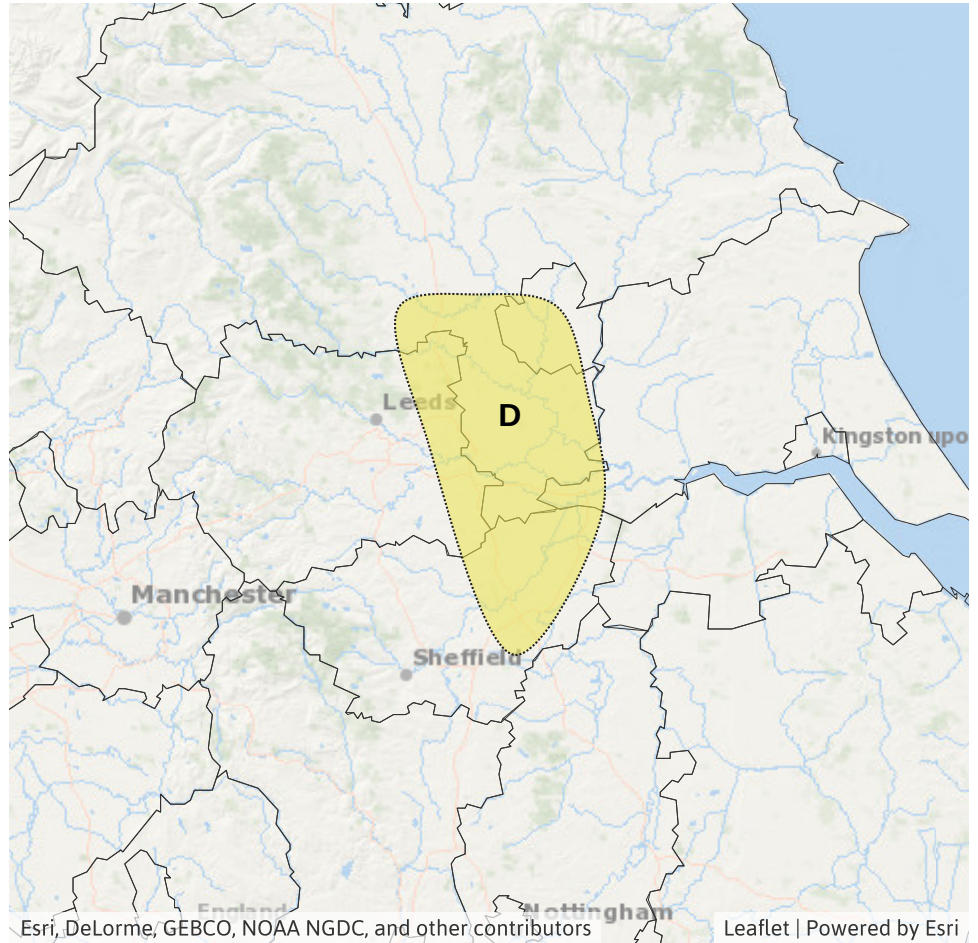 Leeds
D
Kingston upo
Manchester
Sheffield
England
Nottingham
Esri, DeLorme, GEBCO, NOAA NGDC, and other contributors
Leaflet | Powered by Esri